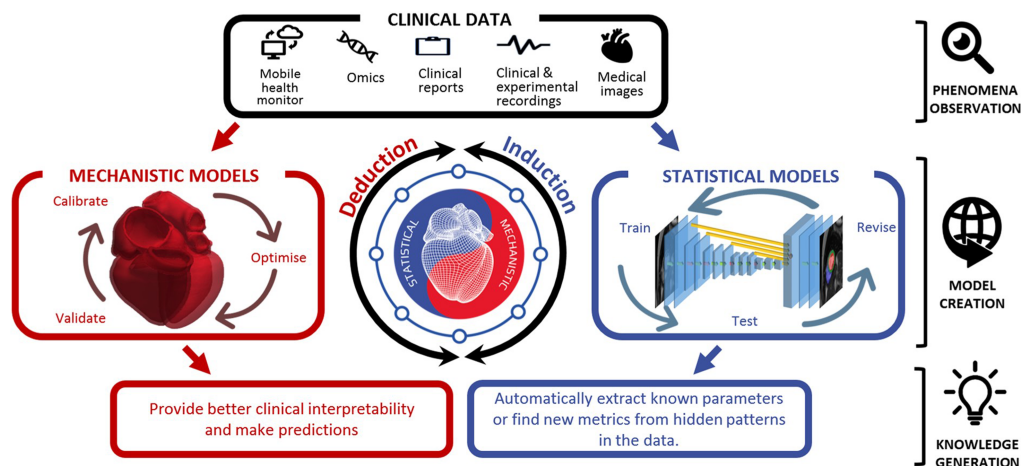 CLINICAL DATA
Mobile
health
monitor
Omics
Clinical
reports
Clinical &
experimental
recordings
Medical
images
PHENOMENA
OBSERVATION
MECHANISTIC MODELS
Calibrate
Optimise
Validate
Deduction
Induction
STATISTICAL
MECHANISTIC
STATISTICAL MODELS
Train
Revise
Test
MODEL
CREATION
Provide better clinical interpretability
and make predictions
Automatically extract known parameters
or find new metrics from hidden patterns
in the data.
KNOWLEDGE
GENERATION